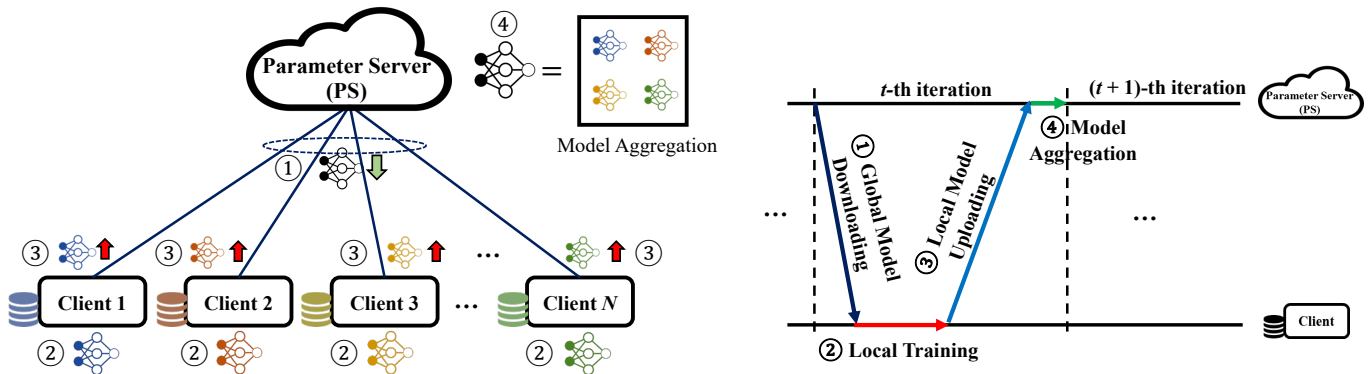 ④
Parameter Server
(PS)
=
Model Aggregation
①
③
③
③
...
③
Client 1
Client 2
Client 3
...
Client N
②
②
②
②
t-th iteration
(t + 1)-th iteration
Parameter Server
(PS)
④ Model
Aggregation
① Global Model
Downloading
③ Local Model
Uploading
...
...
② Local Training
Client